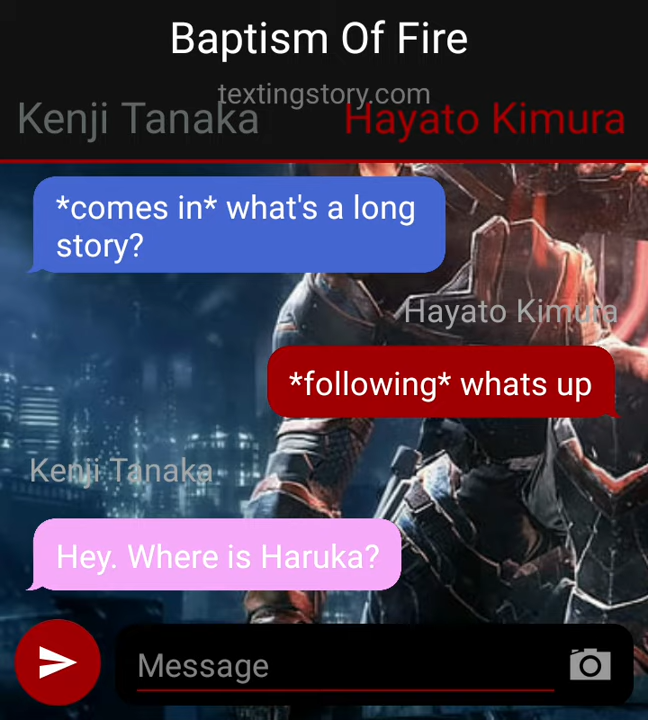 Baptism Of Fire
textingstory.com
Kenji Tanaka
Hayato Kimura
*comes in* what's a long
story?
Hayato Kimura
*following* whats up
Kenji Tanaka
Hey. Where is Haruka?
Message